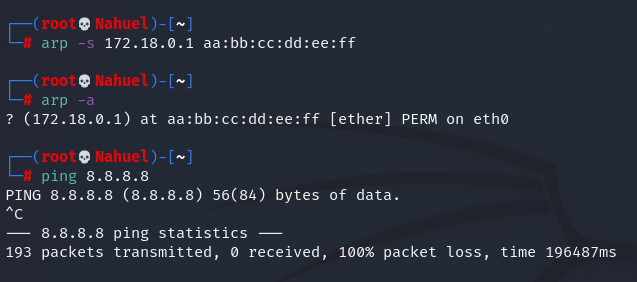 ┌──(root💀Nahuel)-[~]
└─# arp -s 172.18.0.1 aa:bb:cc:dd:ee:ff
┌──(root💀Nahuel)-[~]
└─# arp -a
? (172.18.0.1) at aa:bb:cc:dd:ee:ff [ether] PERM on eth0
┌──(root💀Nahuel)-[~]
└─# ping 8.8.8.8
PING 8.8.8.8 (8.8.8.8) 56(84) bytes of data.
^C
--- 8.8.8.8 ping statistics ---
193 packets transmitted, 0 received, 100% packet loss, time 196487ms